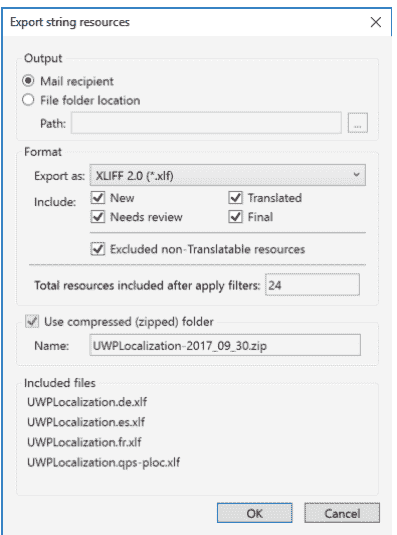 Export string resources
Output
Mail recipient
File folder location
Path:
...
Format
Export as: XLIFF 2.0 (*.xlf)
Include: New Translated
Needs review Final
Excluded non-Translatable resources
Total resources included after apply filters: 24
Use compressed (zipped) folder
Name: UWPLocalization-2017_09_30.zip
Included files
UWPLocalization.de.xlf
UWPLocalization.es.xlf
UWPLocalization.fr.xlf
UWPLocalization.qps-ploc.xlf
OK Cancel